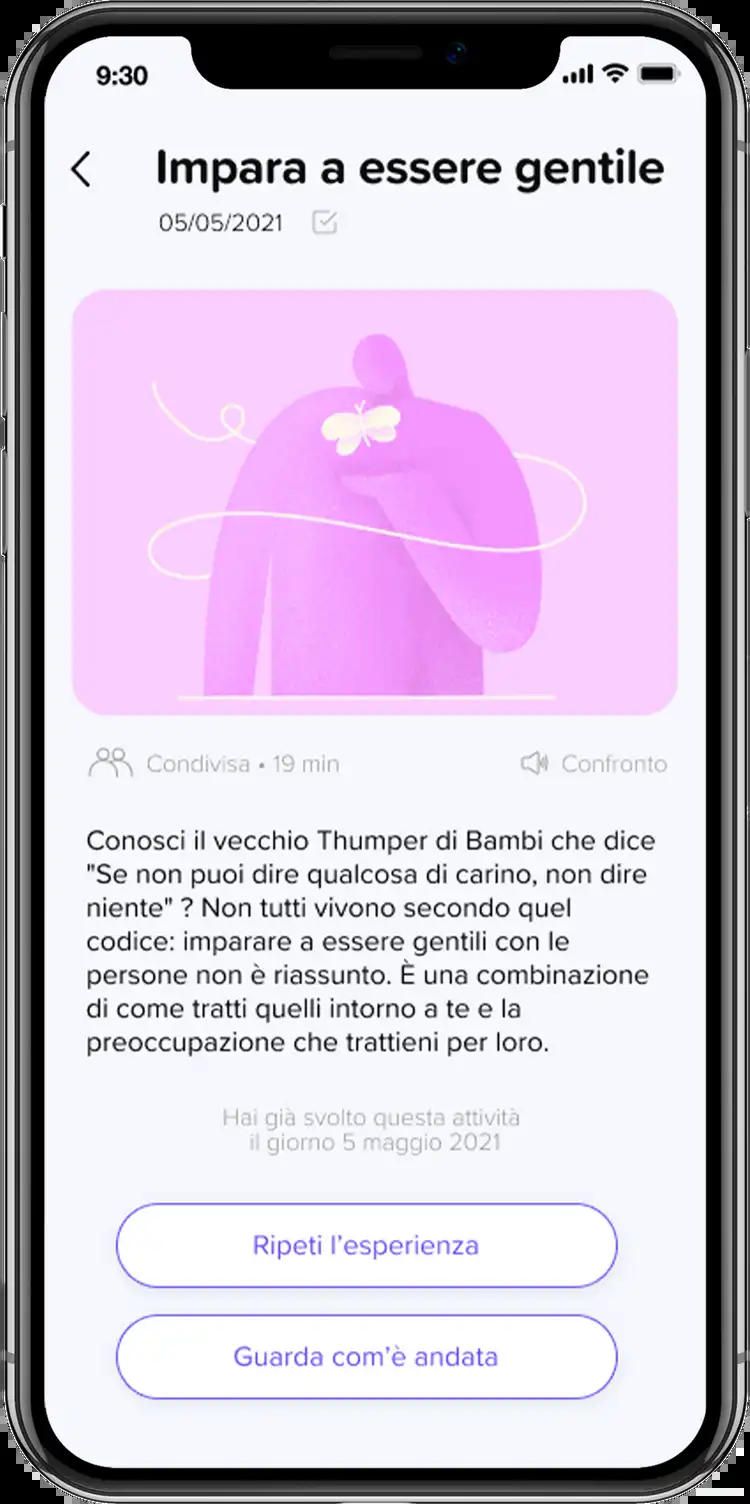 9:30
Impara a essere gentile
05/05/2021
Condivisa • 19 min
Confronto
Conosci il vecchio Thumper di Bambi che dice
"Se non puoi dire qualcosa di carino, non dire
niente" ? Non tutti vivono secondo quel
codice: imparare a essere gentili con le
persone non è riassunto. È una combinazione
di come tratti quelli intorno a te e la
preoccupazione che trattieni per loro.
Hai già svolto questa attività
il giorno 5 maggio 2021
Ripeti l'esperienza
Guarda com'è andata